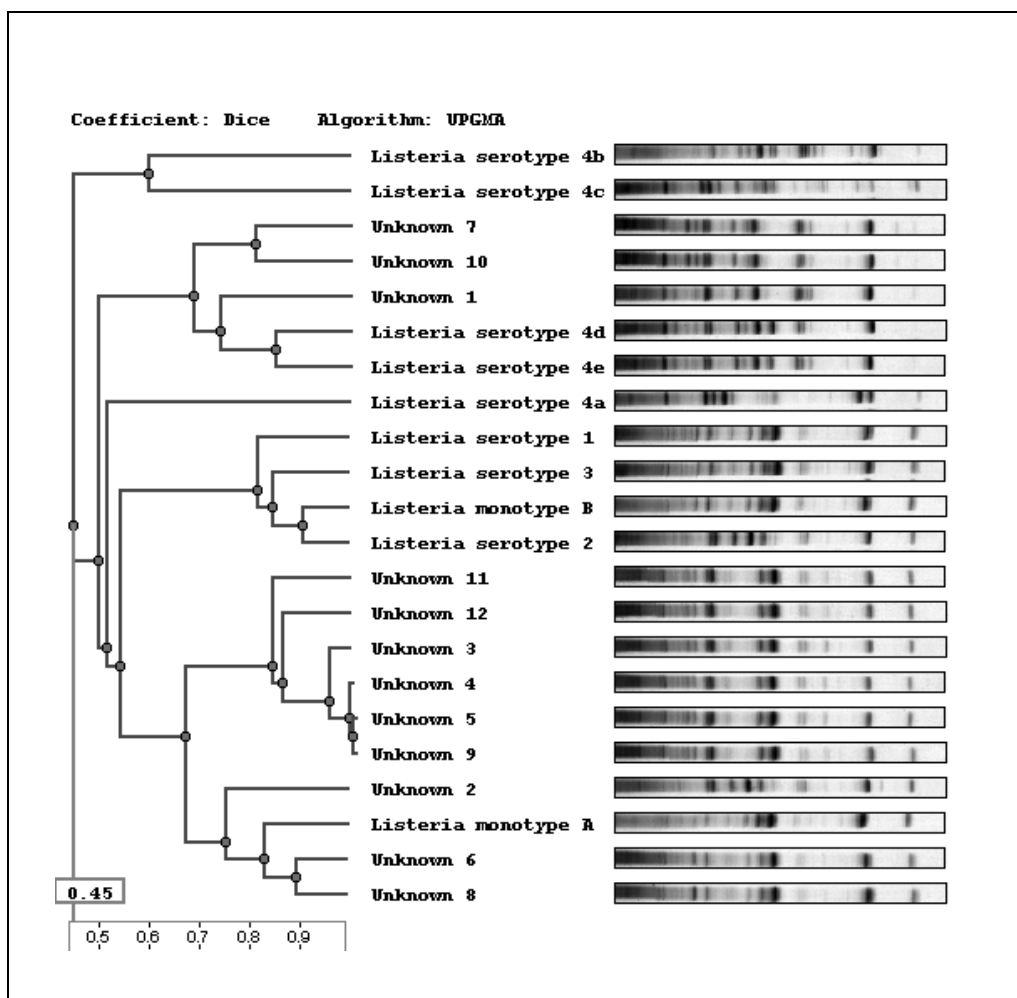 Coefficient: Dice Algorithm: UPGMA
Listeria serotype 4b
Listeria serotype 4c
Unknown 7
Unknown 10
Unknown 1
Listeria serotype 4d
Listeria serotype 4e
Listeria serotype 4a
Listeria serotype 1
Listeria serotype 3
Listeria monotype B
Listeria serotype 2
Unknown 11
Unknown 12
Unknown 3
Unknown 4
Unknown 5
Unknown 9
Unknown 2
Listeria monotype A
Unknown 6
Unknown 8
0.45
0.5 0.6 0.7 0.8 0.9